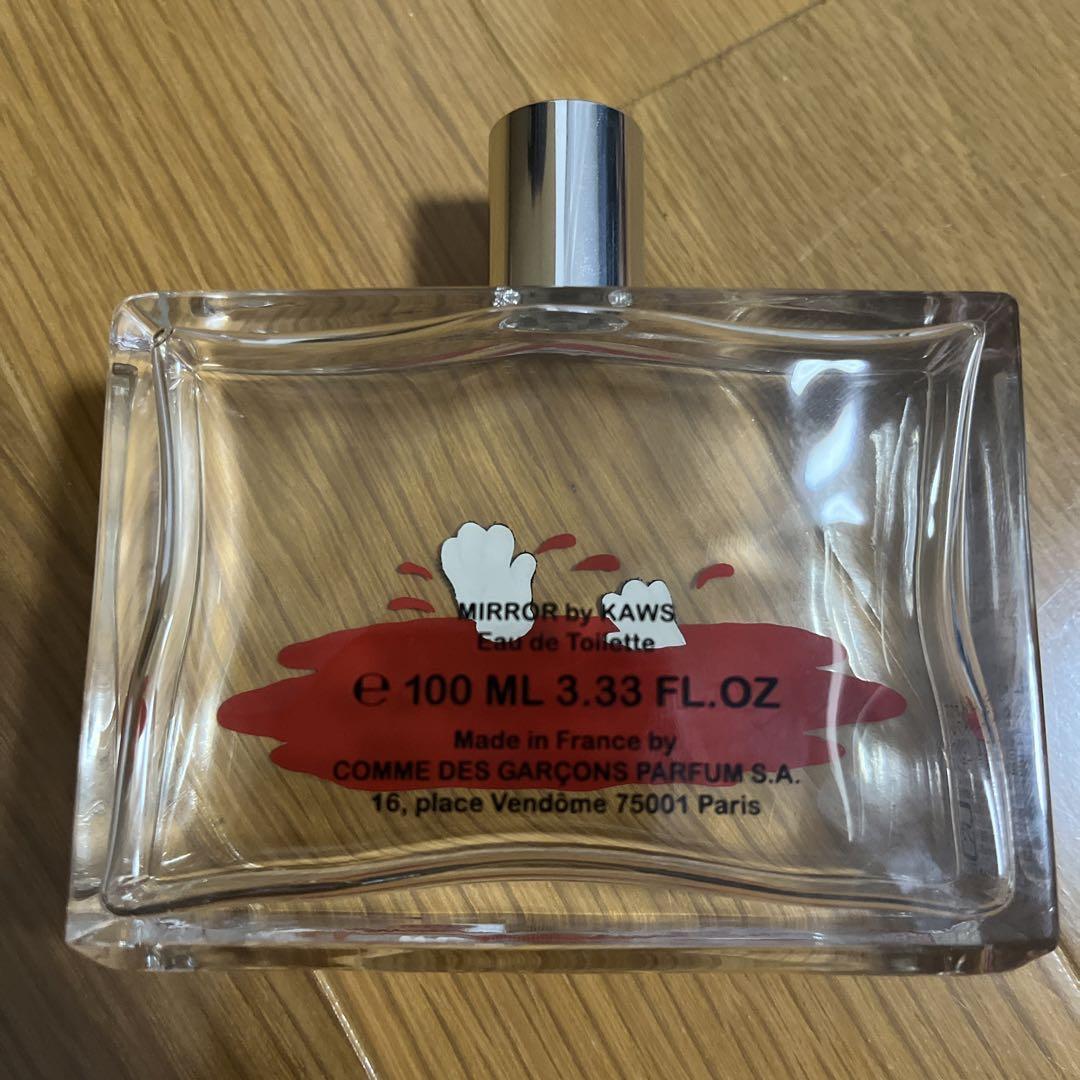 MIRROR by KAWS
Eau de Toilette
℮ 100 ML 3.33 FL.OZ
Made in France by
COMME DES GARÇONS PARFUM S.A.
16, place Vendôme 75001 Paris